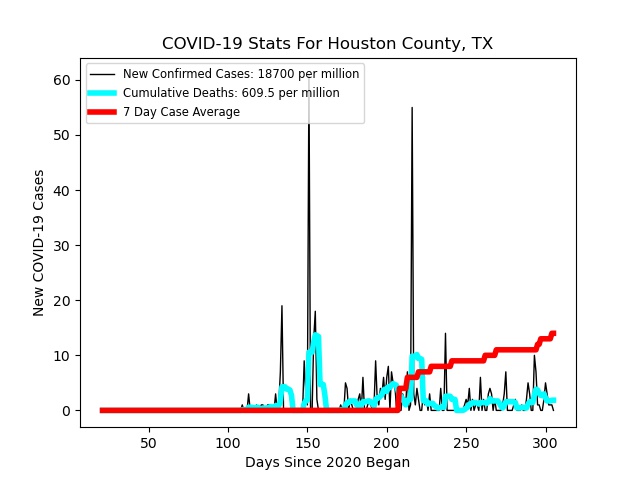 COVID-19 Stats For Houston County, TX
New Confirmed Cases: 18700 per million
Cumulative Deaths: 609.5 per million
7 Day Case Average
New COVID-19 Cases
60
50
40
30
20
10
0
50 100 150 200 250 300
Days Since 2020 Began